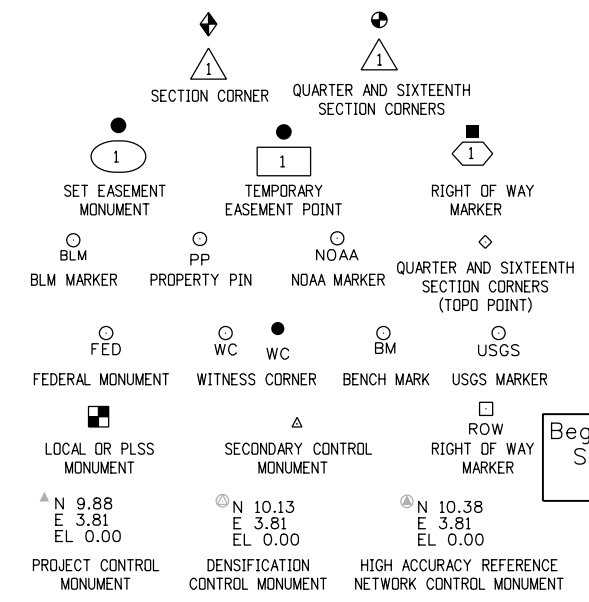 1 1
SECTION CORNER
QUARTER AND SIXTEENTH
SECTION CORNERS
1 1 1
SET EASEMENT
MONUMENT
TEMPORARY
EASEMENT POINT
RIGHT OF WAY
MARKER
BLM
BLM MARKER
PP
PROPERTY PIN
NOAA
NOAA MARKER
QUARTER AND SIXTEENTH
SECTION CORNERS
(TOPO POINT)
FED
FEDERAL MONUMENT
WC WC
WITNESS CORNER
BM
BENCH MARK
USGS
USGS MARKER
LOCAL OR PLSS
MONUMENT
SECONDARY CONTROL
MONUMENT
ROW
RIGHT OF WAY
MARKER
Beg
S
N 9.88
E 3.81
EL 0.00
PROJECT CONTROL
MONUMENT
N 10.13
E 3.81
EL 0.00
DENSIFICATION
CONTROL MONUMENT
N 10.38
E 3.81
EL 0.00
HIGH ACCURACY REFERENCE
NETWORK CONTROL MONUMENT